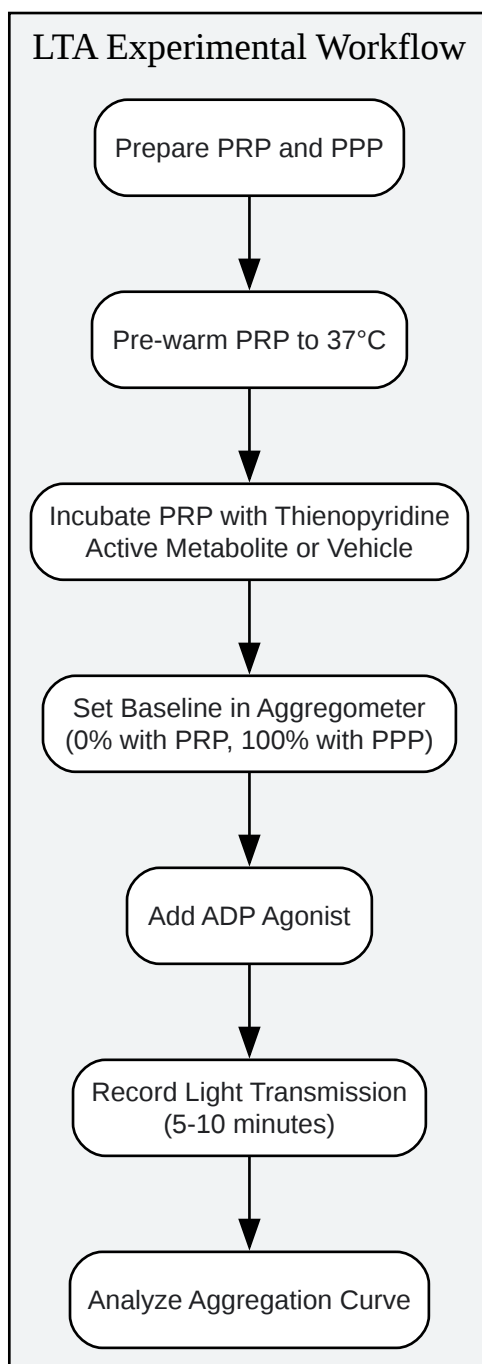 LTA Experimental Workflow
Prepare PRP and PPP
Pre-warm PRP to 37°C
Incubate PRP with Thienopyridine
Active Metabolite or Vehicle
Set Baseline in Aggregometer
(0% with PRP, 100% with PPP)
Add ADP Agonist
Record Light Transmission
(5-10 minutes)
Analyze Aggregation Curve